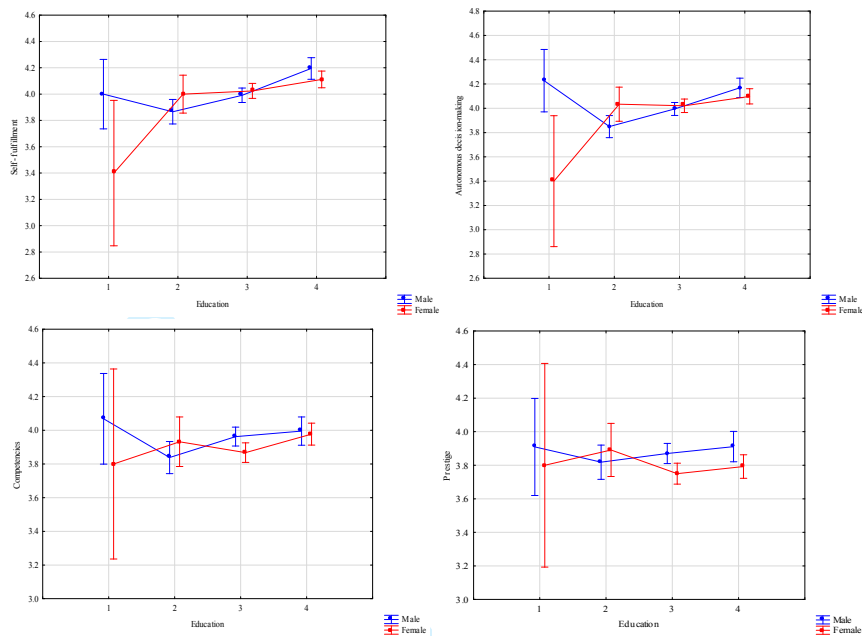 4.6
4.4
4.2
4.0
3.8
3.6
3.4
3.2
3.0
2.8
2.6
Self-fulfillment
1 2 3 4
Education
Male
Female
4.8
4.6
4.4
4.2
4.0
3.8
3.6
3.4
3.2
3.0
2.8
2.6
Autonomous decision-making
1 2 3 4
Education
Male
Female
4.6
4.4
4.2
4.0
3.8
3.6
3.4
3.2
3.0
Competencies
1 2 3 4
Education
Male
Female
4.6
4.4
4.2
4.0
3.8
3.6
3.4
3.2
3.0
Prestige
1 2 3 4
Education
Male
Female